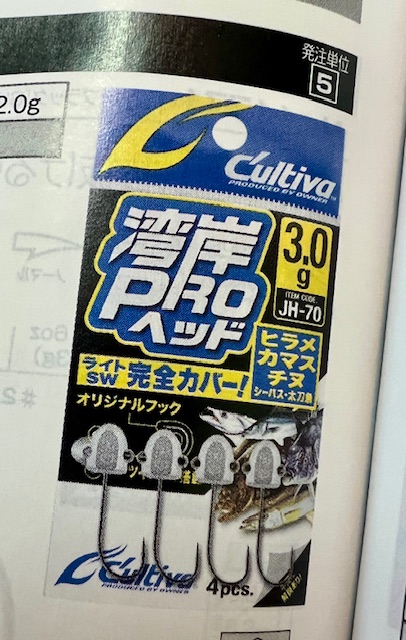 発注単位
5
2.0g
C'ultiva
PRODUCED BY OWNER
湾岸
PRO
ヘッド
3.0
g
ITEM CODE
JH-70
ライト
SW
完全カバー!
ヒラメ
カマス
チヌ
シーバス・太刀魚
オリジナルフック
C'ultiva
PRODUCED BY OWNER
4pcs.